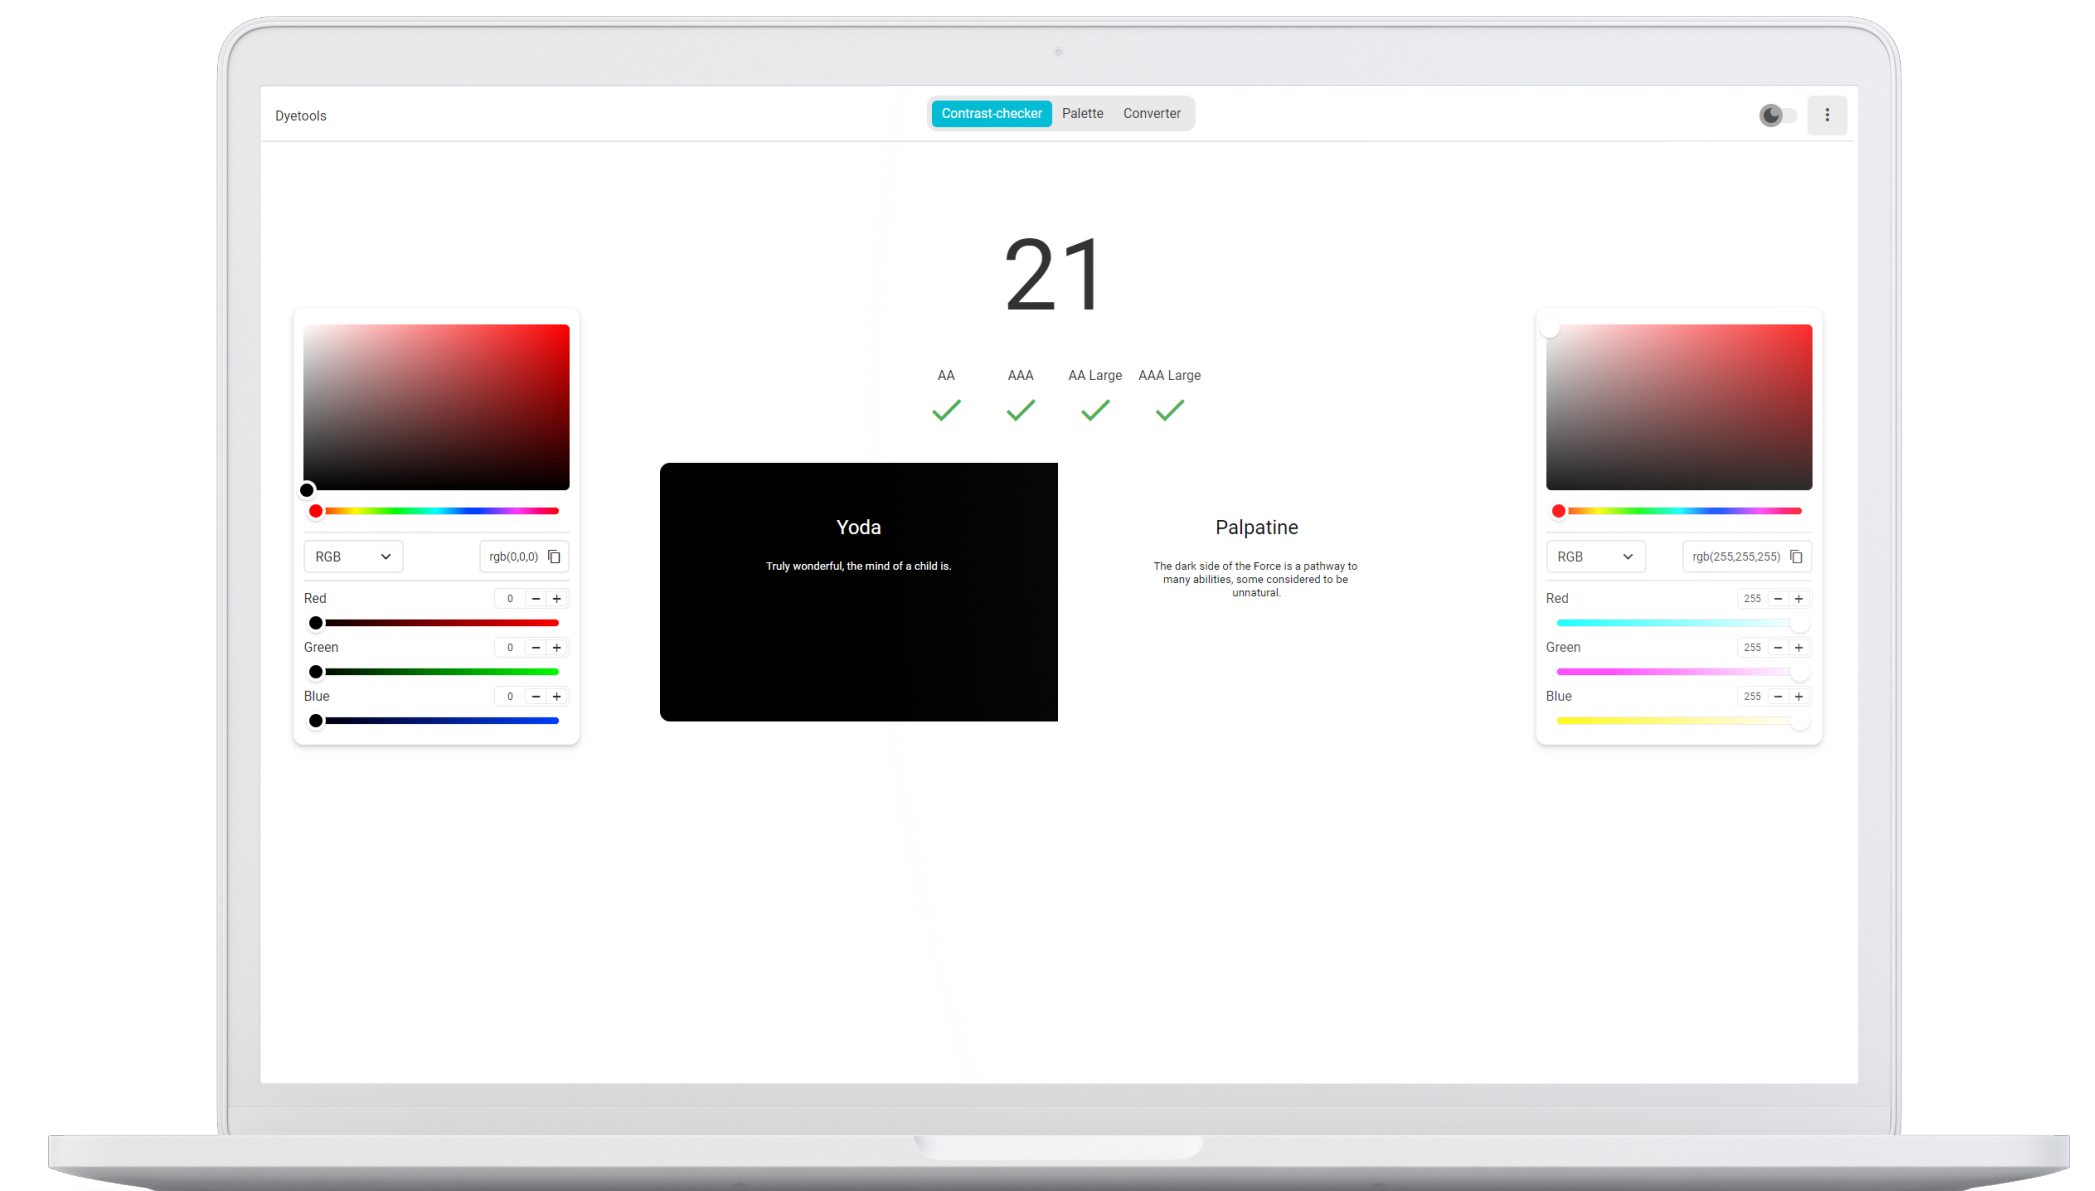 Dyetools
Contrast-checker
Palette
Converter
21
AA
AAA
AA Large
AAA Large
RGB
rgb(0,0,0)
Red
0
Green
0
Blue
0
Yoda
Truly wonderful, the mind of a child is.
Palpatine
The dark side of the Force is a pathway to
many abilities, some considered to be
unnatural.
RGB
rgb(255,255,255)
Red
255
Green
255
Blue
255